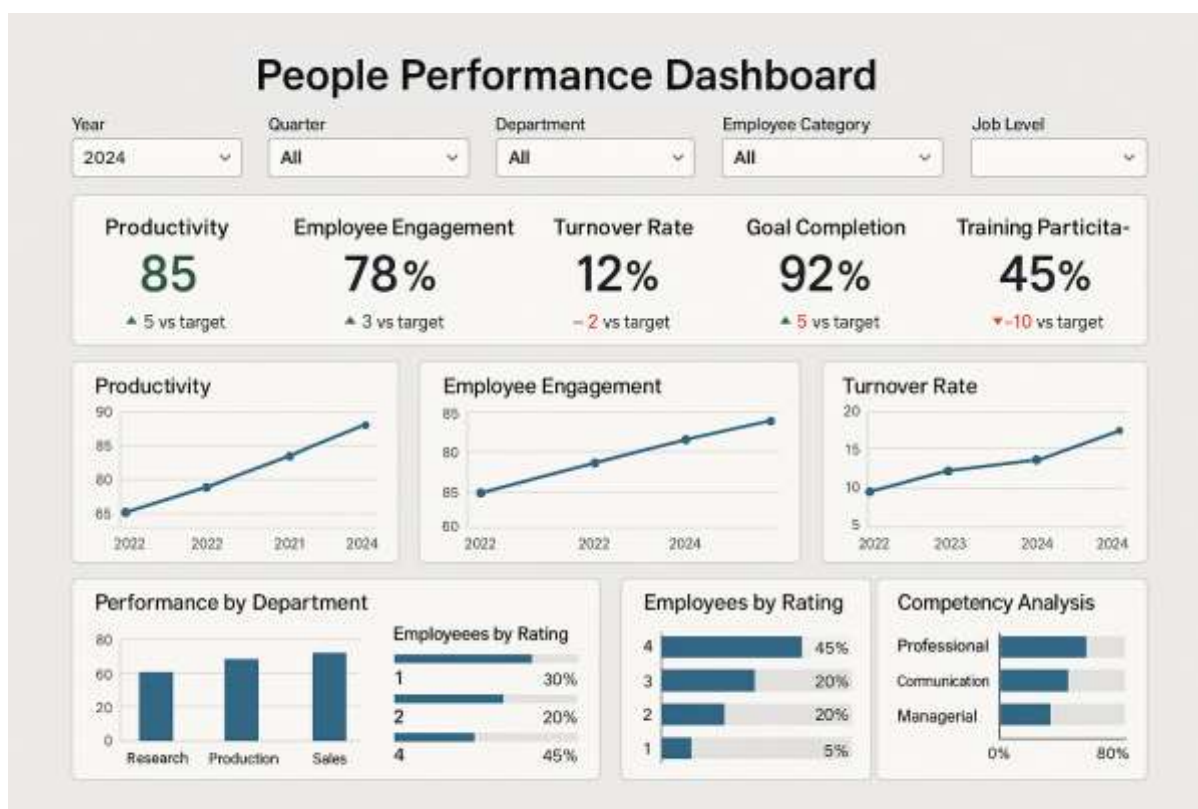 People Performance Dashboard
Year Quarter Department Employee Category Job Level
2024 All All All
Productivity Employee Engagement Turnover Rate Goal Completion Training Particita-
85 78% 12% 92% 45%
▲ 5 vs target ▲ 3 vs target – 2 vs target ▲ 5 vs target ▼-10 vs target
Productivity
90
85
80
65
2022 2022 2021 2024
Employee Engagement
85
80
85
60
2022 2022 2024
Turnover Rate
20
15
10
5
2022 2023 2024 2024
Performance by Department
80
60
20
0
Research Production Sales
Employeees by Rating
1 30%
2 20%
4 45%
Employees by Rating
4 45%
3 20%
2 20%
1 5%
Competency Analysis
Professional
Communication
Managerial
0% 80%